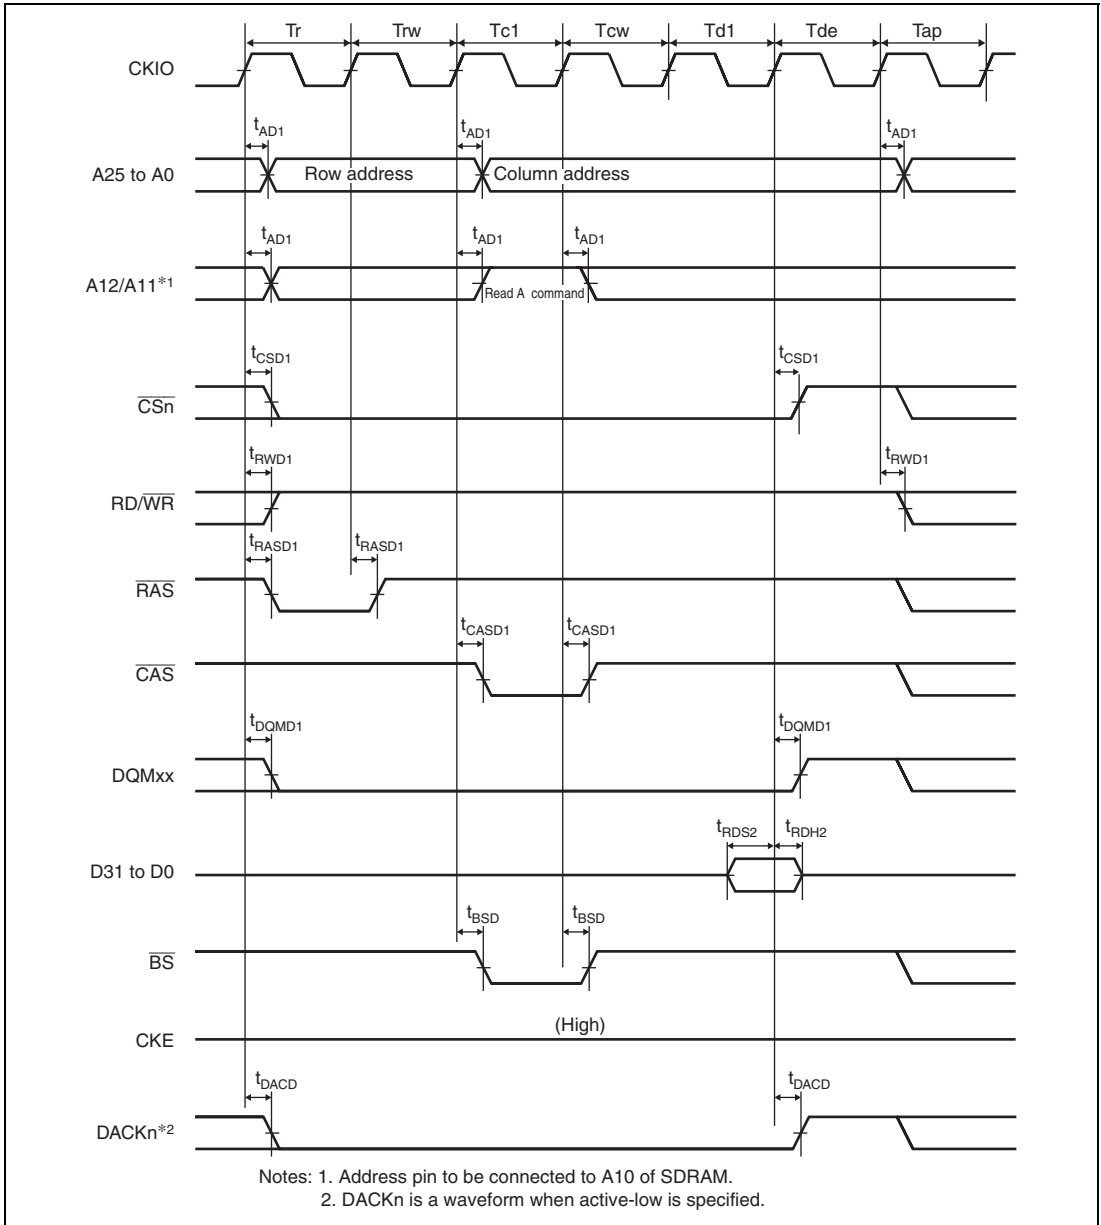 Tr Trw Tc1 Tcw Td1 Tde Tap
CKIO
tAD1 tAD1 tAD1
A25 to A0 Row address Column address
tAD1 tAD1 tAD1
A12/A11*1 Read A command
tCSD1 tCSD1
CSn
tRWD1 tRWD1
RD/WR
tRASD1 tRASD1
RAS
tCASD1 tCASD1
CAS
tDQMD1 tDQMD1
DQMxx
tRDS2 tRDH2
D31 to D0
tBSD tBSD
BS
(High)
CKE
tDACD tDACD
DACKn*2
Notes: 1. Address pin to be connected to A10 of SDRAM.
2. DACKn is a waveform when active-low is specified.